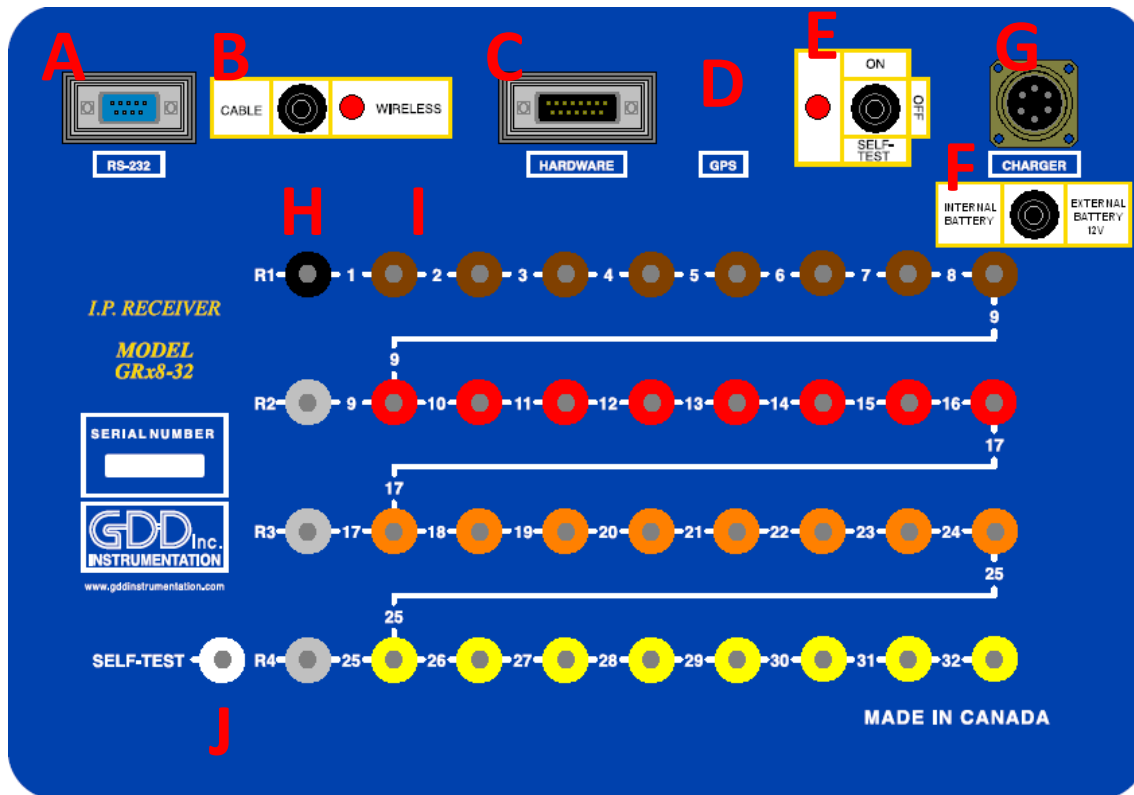 A B C D E G
CABLE WIRELESS ON OFF SELF-TEST
RS-232 HARDWARE GPS CHARGER
F
INTERNAL BATTERY EXTERNAL BATTERY 12V
H I
R1 1 2 3 4 5 6 7 8
9
I.P. RECEIVER
MODEL
GRx8-32
9
R2 9 10 11 12 13 14 15 16
17
SERIAL NUMBER
17
R3 17 18 19 20 21 22 23 24
GDD Inc.
INSTRUMENTATION
25
www.gddinstrumentation.com
25
SELF-TEST R4 25 26 27 28 29 30 31 32
J
MADE IN CANADA